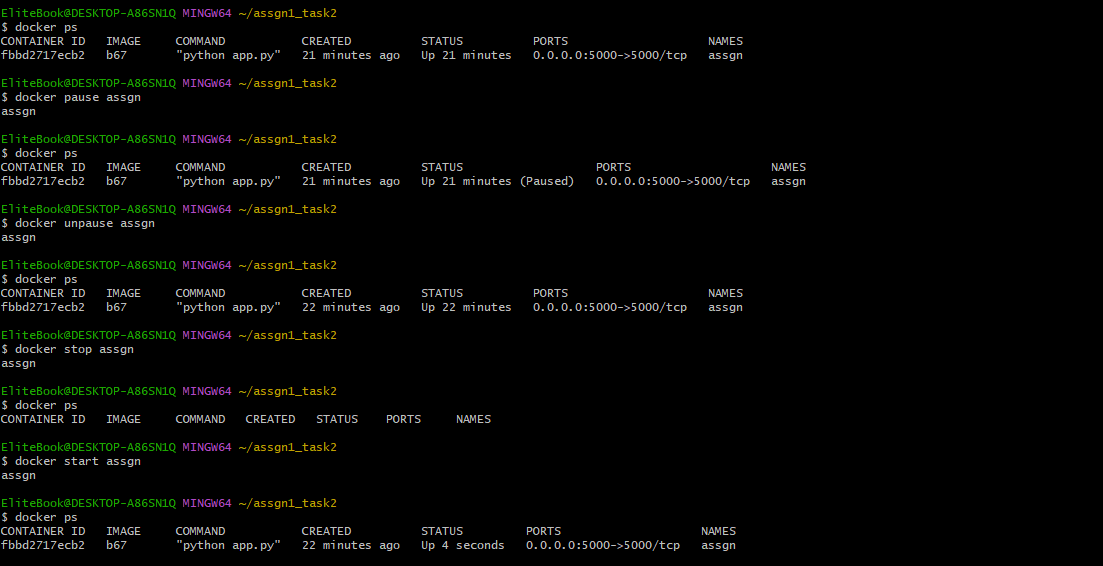 EliteBook@DESKTOP-A86SN1Q MINGW64 ~/assgn1_task2
$ docker ps
CONTAINER ID   IMAGE     COMMAND           CREATED          STATUS          PORTS                    NAMES
fbbd2717ecb2   b67       "python app.py"   21 minutes ago   Up 21 minutes   0.0.0.0:5000->5000/tcp   assgn
EliteBook@DESKTOP-A86SN1Q MINGW64 ~/assgn1_task2
$ docker pause assgn
assgn
EliteBook@DESKTOP-A86SN1Q MINGW64 ~/assgn1_task2
$ docker ps
CONTAINER ID   IMAGE     COMMAND           CREATED          STATUS                   PORTS                    NAMES
fbbd2717ecb2   b67       "python app.py"   21 minutes ago   Up 21 minutes (Paused)   0.0.0.0:5000->5000/tcp   assgn
EliteBook@DESKTOP-A86SN1Q MINGW64 ~/assgn1_task2
$ docker unpause assgn
assgn
EliteBook@DESKTOP-A86SN1Q MINGW64 ~/assgn1_task2
$ docker ps
CONTAINER ID   IMAGE     COMMAND           CREATED          STATUS          PORTS                    NAMES
fbbd2717ecb2   b67       "python app.py"   22 minutes ago   Up 22 minutes   0.0.0.0:5000->5000/tcp   assgn
EliteBook@DESKTOP-A86SN1Q MINGW64 ~/assgn1_task2
$ docker stop assgn
assgn
EliteBook@DESKTOP-A86SN1Q MINGW64 ~/assgn1_task2
$ docker ps
CONTAINER ID   IMAGE     COMMAND   CREATED   STATUS    PORTS     NAMES
EliteBook@DESKTOP-A86SN1Q MINGW64 ~/assgn1_task2
$ docker start assgn
assgn
EliteBook@DESKTOP-A86SN1Q MINGW64 ~/assgn1_task2
$ docker ps
CONTAINER ID   IMAGE     COMMAND           CREATED          STATUS         PORTS                    NAMES
fbbd2717ecb2   b67       "python app.py"   22 minutes ago   Up 4 seconds   0.0.0.0:5000->5000/tcp   assgn